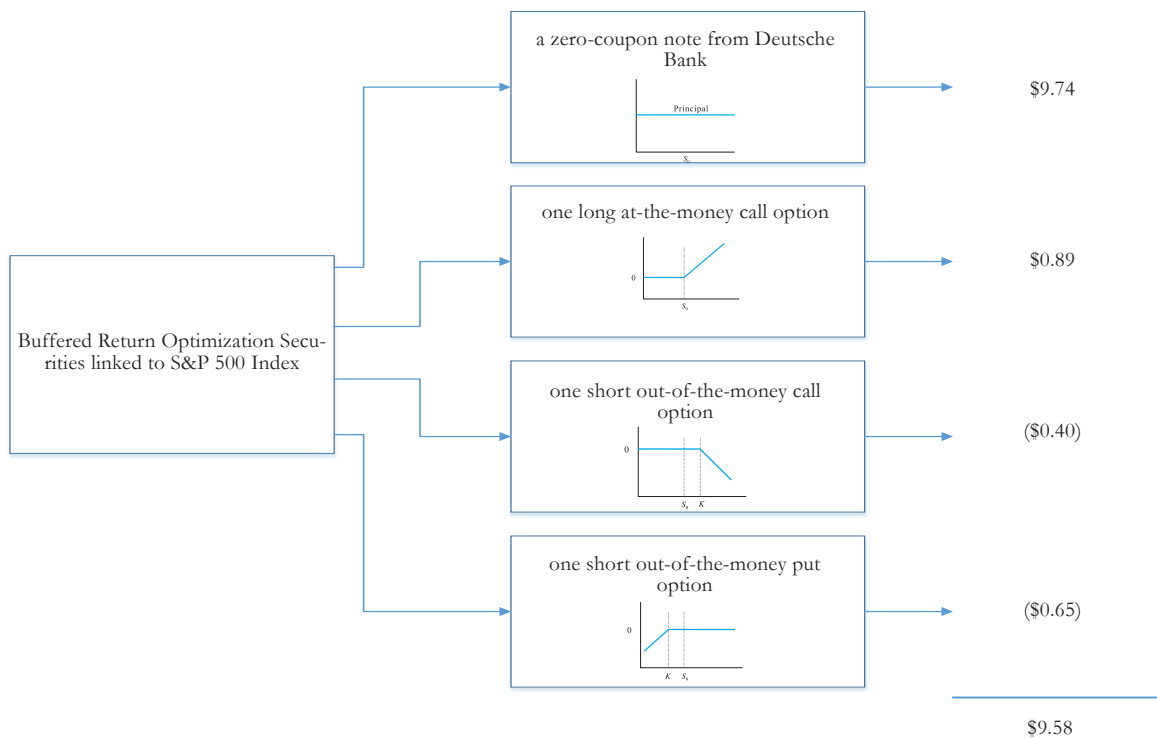 a zero-coupon note from Deutsche
Bank
Principal
S₀
$9.74
one long at-the-money call option
0
S₀
$0.89
Buffered Return Optimization Secu-
rities linked to S&P 500 Index
one short out-of-the-money call
option
0
S₀ K
($0.40)
one short out-of-the-money put
option
0
K S₀
($0.65)
$9.58